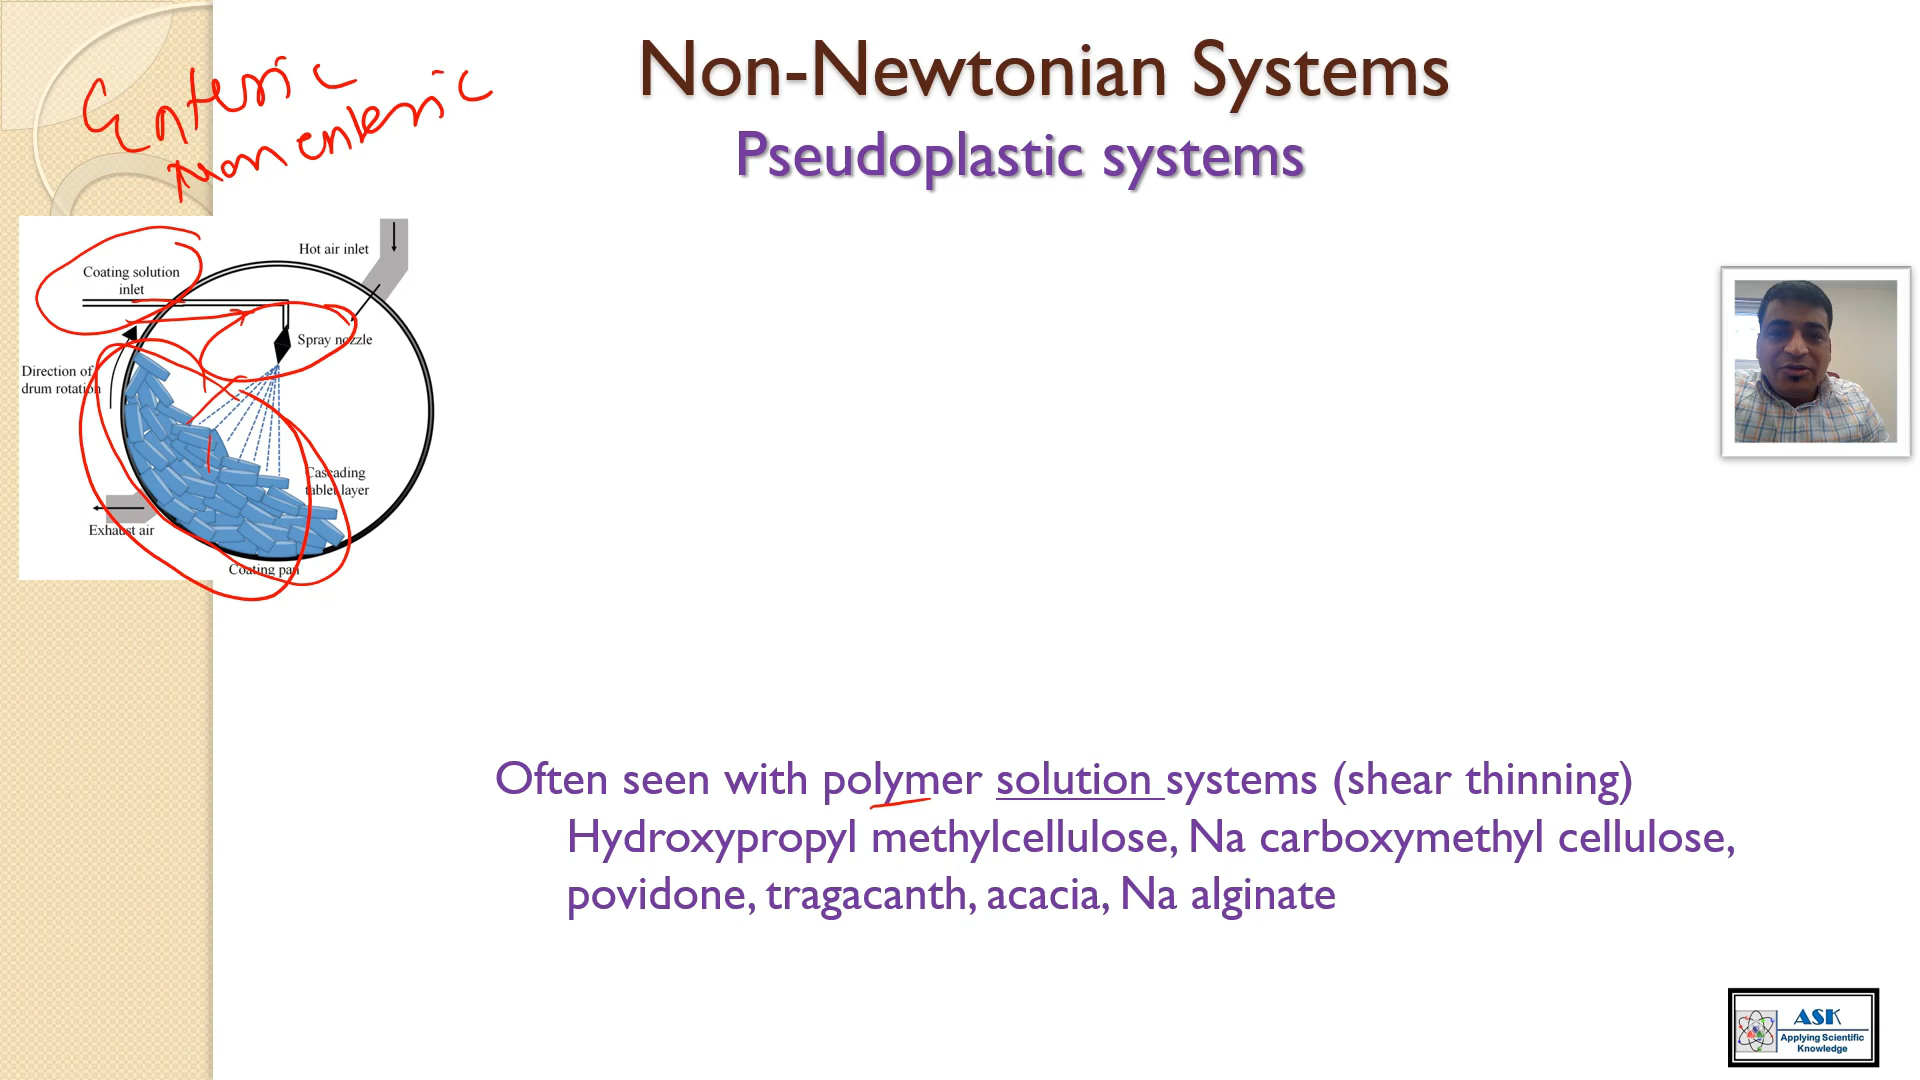 Non-Newtonian Systems
Pseudoplastic systems
Enteric
Non enteric
Hot air inlet
Coating solution
inlet
Spray nozzle
Direction of
drum rotation
Cascading
tablet layer
Exhaust air
Coating pan
Often seen with polymer solution systems (shear thinning)
Hydroxypropyl methylcellulose, Na carboxymethyl cellulose,
povidone, tragacanth, acacia, Na alginate
ASK
Applying Scientific
Knowledge